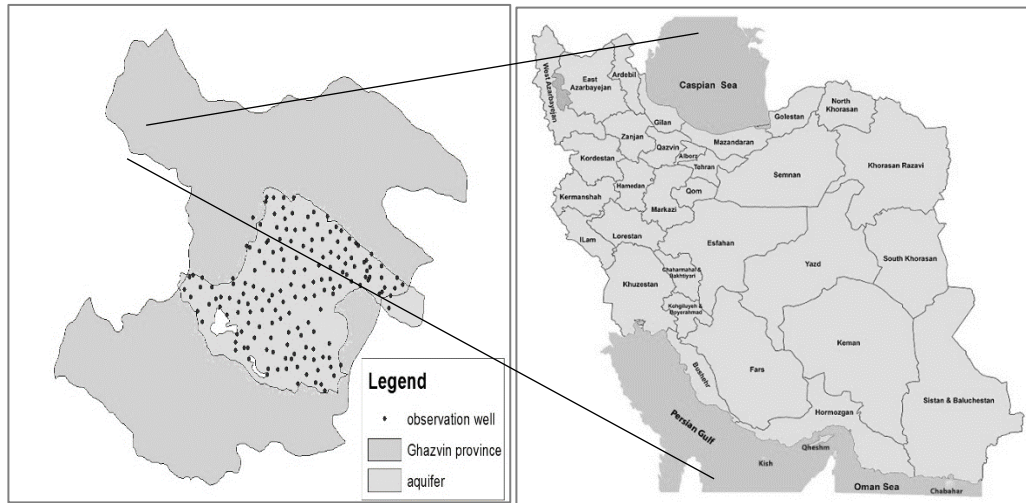 Legend
observation well
Ghazvin province
aquifer
West Azarbayejan
East
Azarbayejan
Ardebil
Caspian Sea
Gilan
Golestan
North
Khorasan
Zanjan
Mazandaran
Qazvin
Alborz
Tehran
Kordestan
Semnan
Khorasan Razavi
Hamedan
Qom
Kermanshah
Markazi
Lorestan
Esfahan
ILam
Yazd
South Khorasan
Khuzestan
Chaharmahal &
Bakhtiyari
Kohgiluyeh &
Boyerahmad
Keman
Bushehr
Fars
Sistan & Baluchestan
Hormozgan
Persian Gulf
Qheshm
Kish
Oman Sea
Chabahar